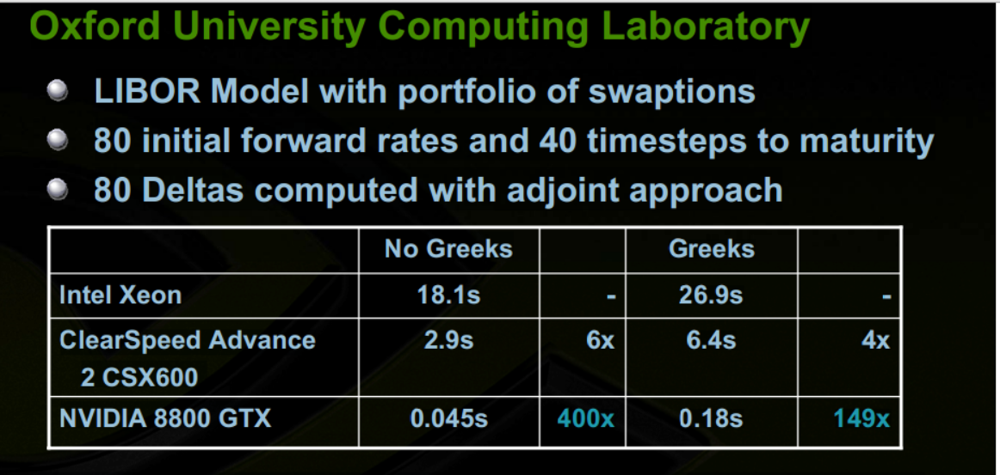 Oxford University Computing Laboratory
LIBOR Model with portfolio of swaptions
80 initial forward rates and 40 timesteps to maturity
80 Deltas computed with adjoint approach
No Greeks Greeks
Intel Xeon 18.1s - 26.9s -
ClearSpeed Advance 2.9s 6x 6.4s 4x
2 CSX600
NVIDIA 8800 GTX 0.045s 400x 0.18s 149x